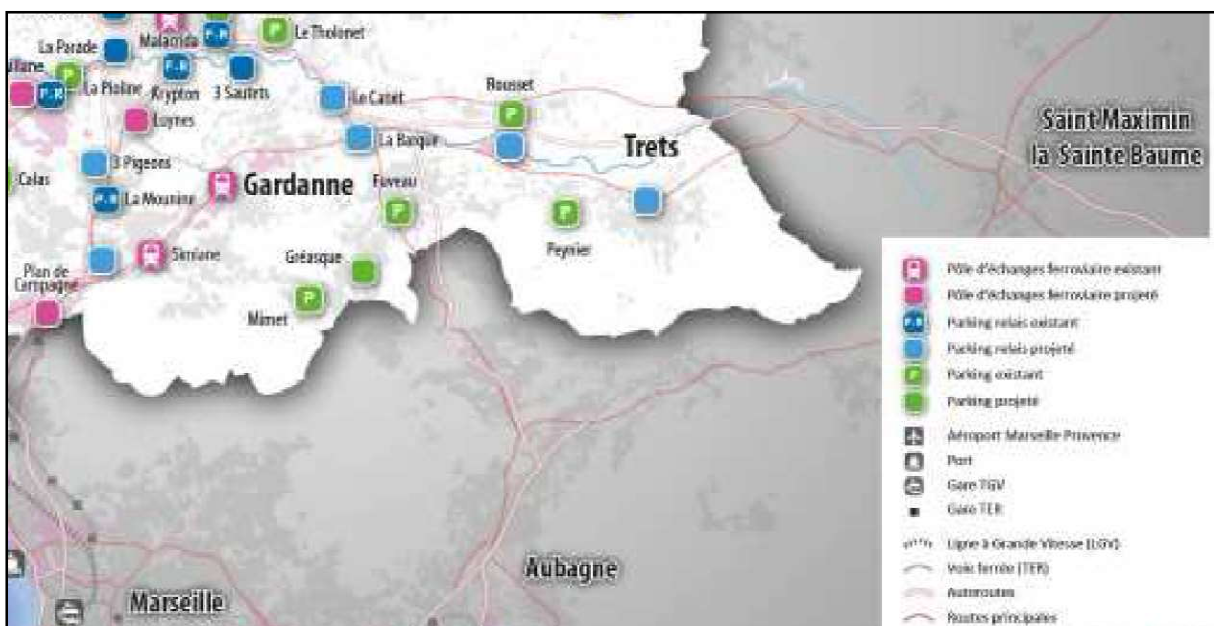 Malacrida
P+R
P
Le Tholonet
La Parade
P
La Pioline
P+R
Krypton
3 Sautets
P+R
Luynes
Le Canet
Rousset
P
La Barque
Trets
Saint Maximin
la Sainte Baume
3 Pigeons
Calas
P+R
La Mounine
Gardanne
Fuveau
P
P
Peynier
Simiane
Gréasque
Plan de
Campagne
P
Mimet
Pôle d'échanges ferroviaire existant
Pôle d'échanges ferroviaire projeté
P+R
Parking relais existant
Parking relais projeté
P
Parking existant
Parking projeté
Aéroport Marseille Provence
Port
Gare TGV
Gare TER
Ligne à Grande Vitesse (LGV)
Voie ferrée (TER)
Autoroutes
Routes principales
Aubagne
Marseille